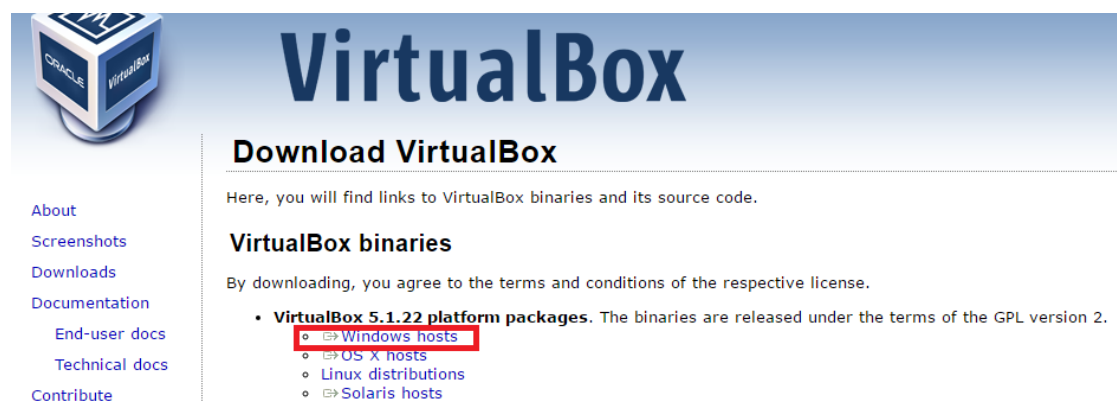 ORACLE
VirtualBox
VirtualBox
Download VirtualBox
Here, you will find links to VirtualBox binaries and its source code.
About
Screenshots
Downloads
Documentation
End-user docs
Technical docs
Contribute
VirtualBox binaries
By downloading, you agree to the terms and conditions of the respective license.
VirtualBox 5.1.22 platform packages. The binaries are released under the terms of the GPL version 2.
Windows hosts
OS X hosts
Linux distributions
Solaris hosts